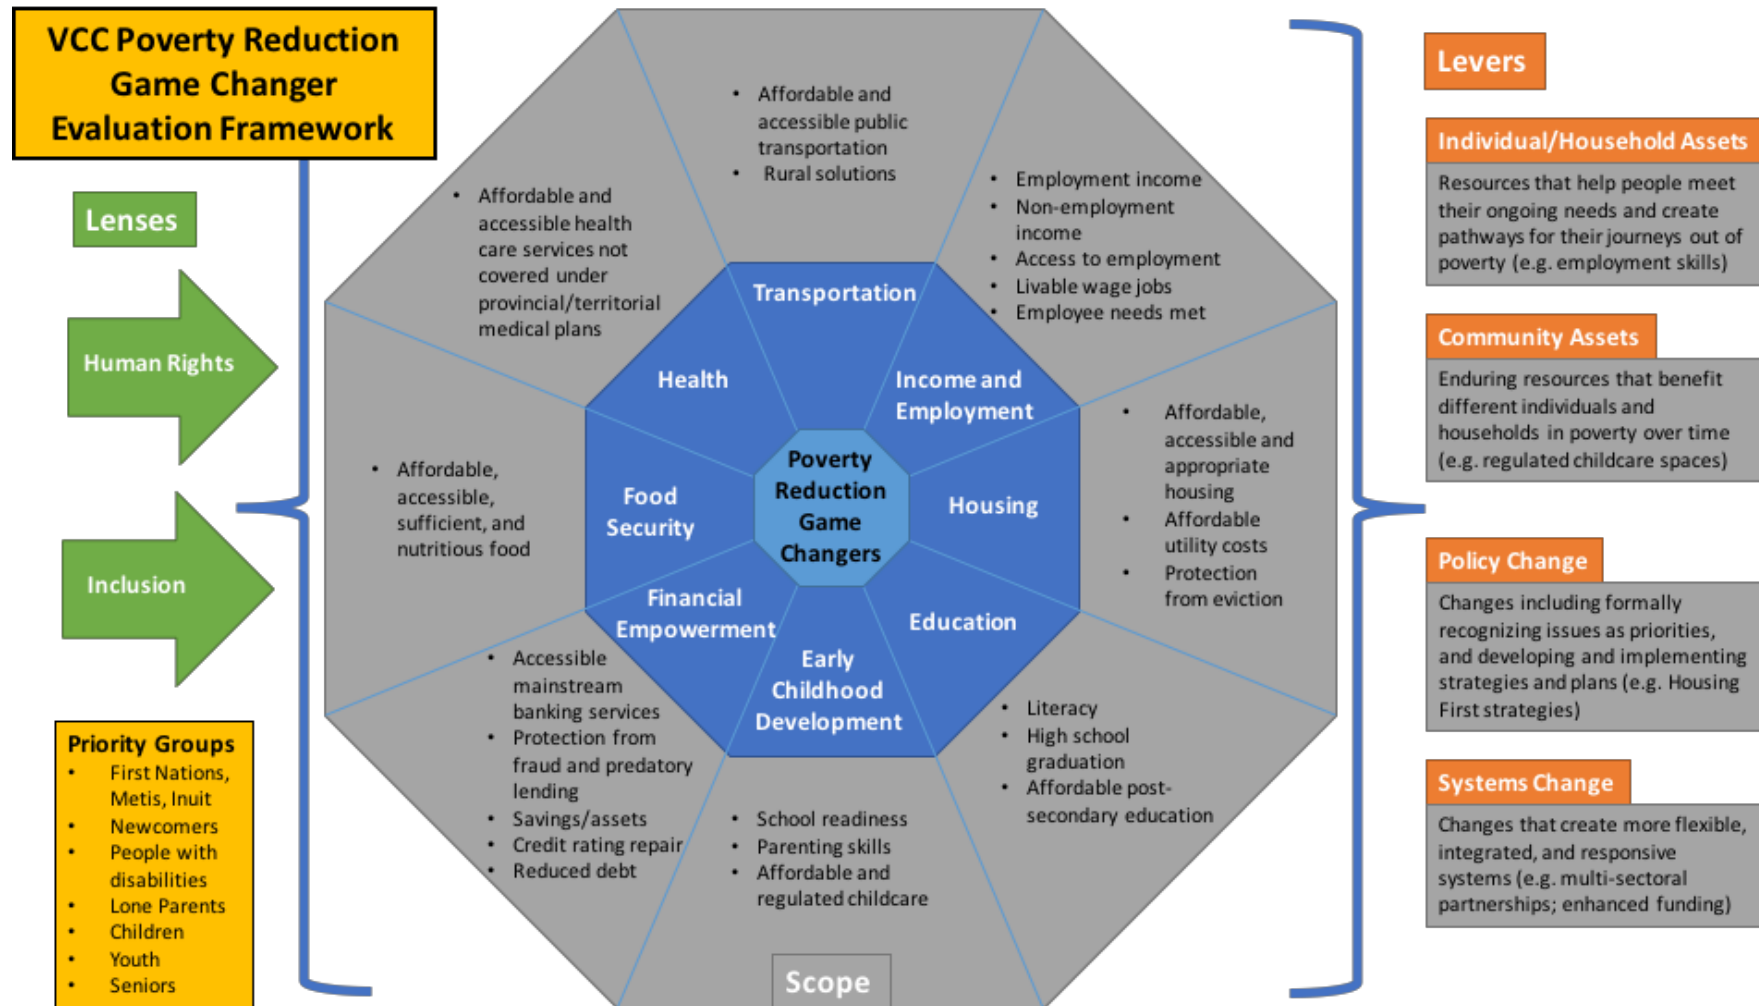 VCC Poverty Reduction
Game Changer
Evaluation Framework
Lenses
Human Rights
Inclusion
Priority Groups
• First Nations,
Metis, Inuit
• Newcomers
• People with
disabilities
• Lone Parents
• Children
• Youth
• Seniors
• Affordable and
accessible public
transportation
• Rural solutions
• Employment income
• Non-employment
income
• Access to employment
• Livable wage jobs
• Employee needs met
• Affordable,
accessible and
appropriate
housing
• Affordable
utility costs
• Protection
from eviction
• Literacy
• High school
graduation
• Affordable post-
secondary education
• School readiness
• Parenting skills
• Affordable and
regulated childcare
• Accessible
mainstream
banking services
• Protection from
fraud and predatory
lending
• Savings/assets
• Credit rating repair
• Reduced debt
• Affordable,
accessible,
sufficient, and
nutritious food
• Affordable and
accessible health
care services not
covered under
provincial/territorial
medical plans
Transportation
Income and
Employment
Housing
Education
Early
Childhood
Development
Financial
Empowerment
Food
Security
Health
Poverty
Reduction
Game
Changers
Scope
Levers
Individual/Household Assets
Resources that help people meet
their ongoing needs and create
pathways for their journeys out of
poverty (e.g. employment skills)
Community Assets
Enduring resources that benefit
different individuals and
households in poverty over time
(e.g. regulated childcare spaces)
Policy Change
Changes including formally
recognizing issues as priorities,
and developing and implementing
strategies and plans (e.g. Housing
First strategies)
Systems Change
Changes that create more flexible,
integrated, and responsive
systems (e.g. multi-sectoral
partnerships; enhanced funding)